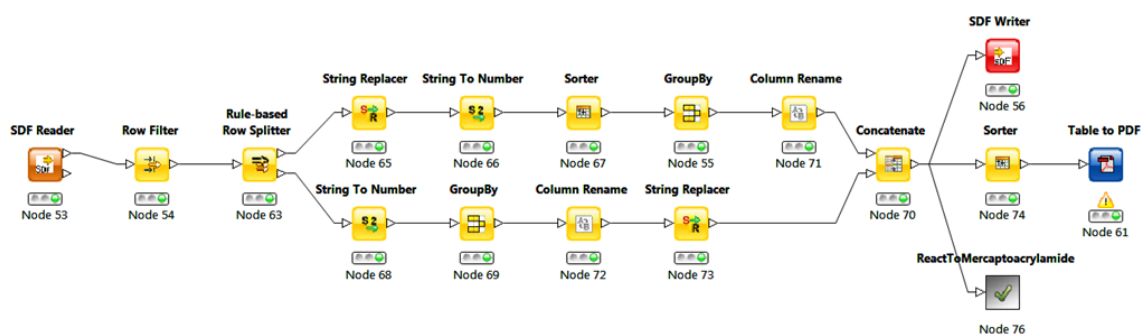 SDF Writer
Node 56
String Replacer
String To Number
Sorter
GroupBy
Column Rename
Node 65
Node 66
Node 67
Node 55
Node 71
SDF Reader
Row Filter
Rule-based
Row Splitter
Node 53
Node 54
Node 63
Concatenate
Node 70
Sorter
Node 74
Table to PDF
Node 61
String To Number
GroupBy
Column Rename
String Replacer
Node 68
Node 69
Node 72
Node 73
ReactToMercaptoacrylamide
Node 76